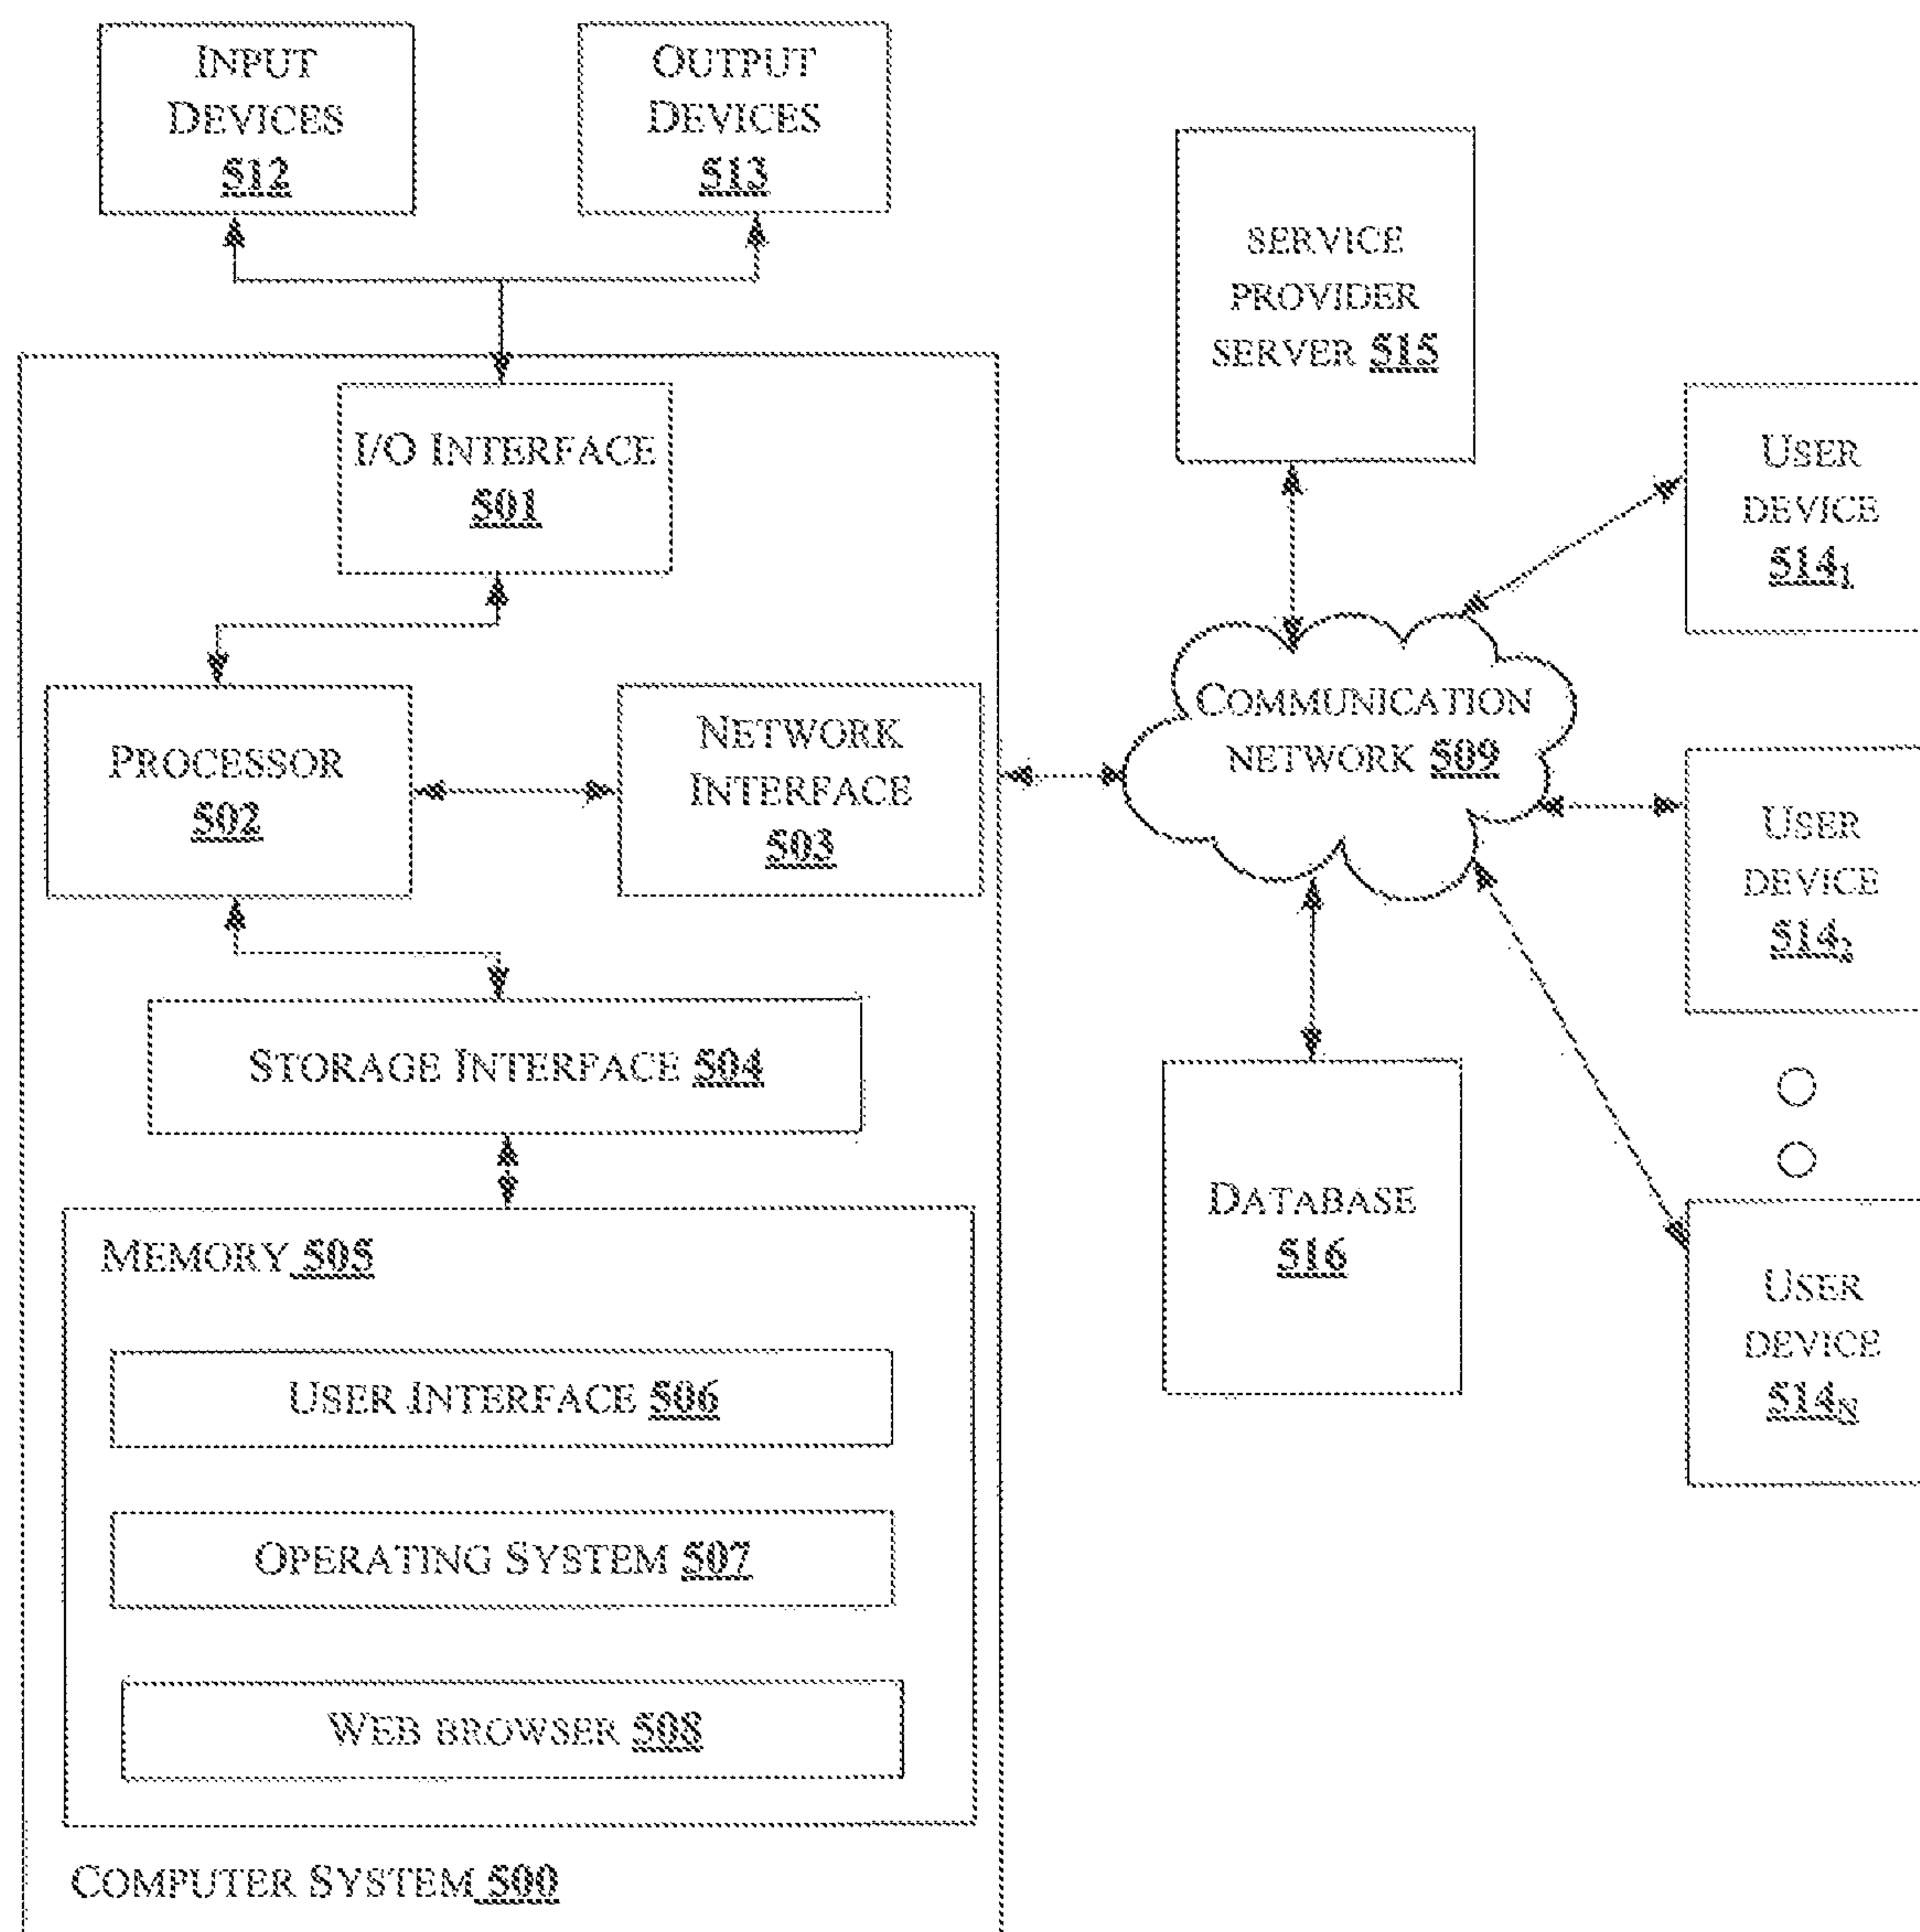 INPUT
DEVICES
512
OUTPUT
DEVICES
513
I/O INTERFACE
501
PROCESSOR
502
NETWORK
INTERFACE
503
STORAGE INTERFACE 504
MEMORY 505
USER INTERFACE 506
OPERATING SYSTEM 507
WEB BROWSER 508
COMPUTER SYSTEM 500
SERVICE
PROVIDER
SERVER 515
COMMUNICATION
NETWORK 509
DATABASE
516
USER
DEVICE
514₁
USER
DEVICE
514₂
USER
DEVICE
514N